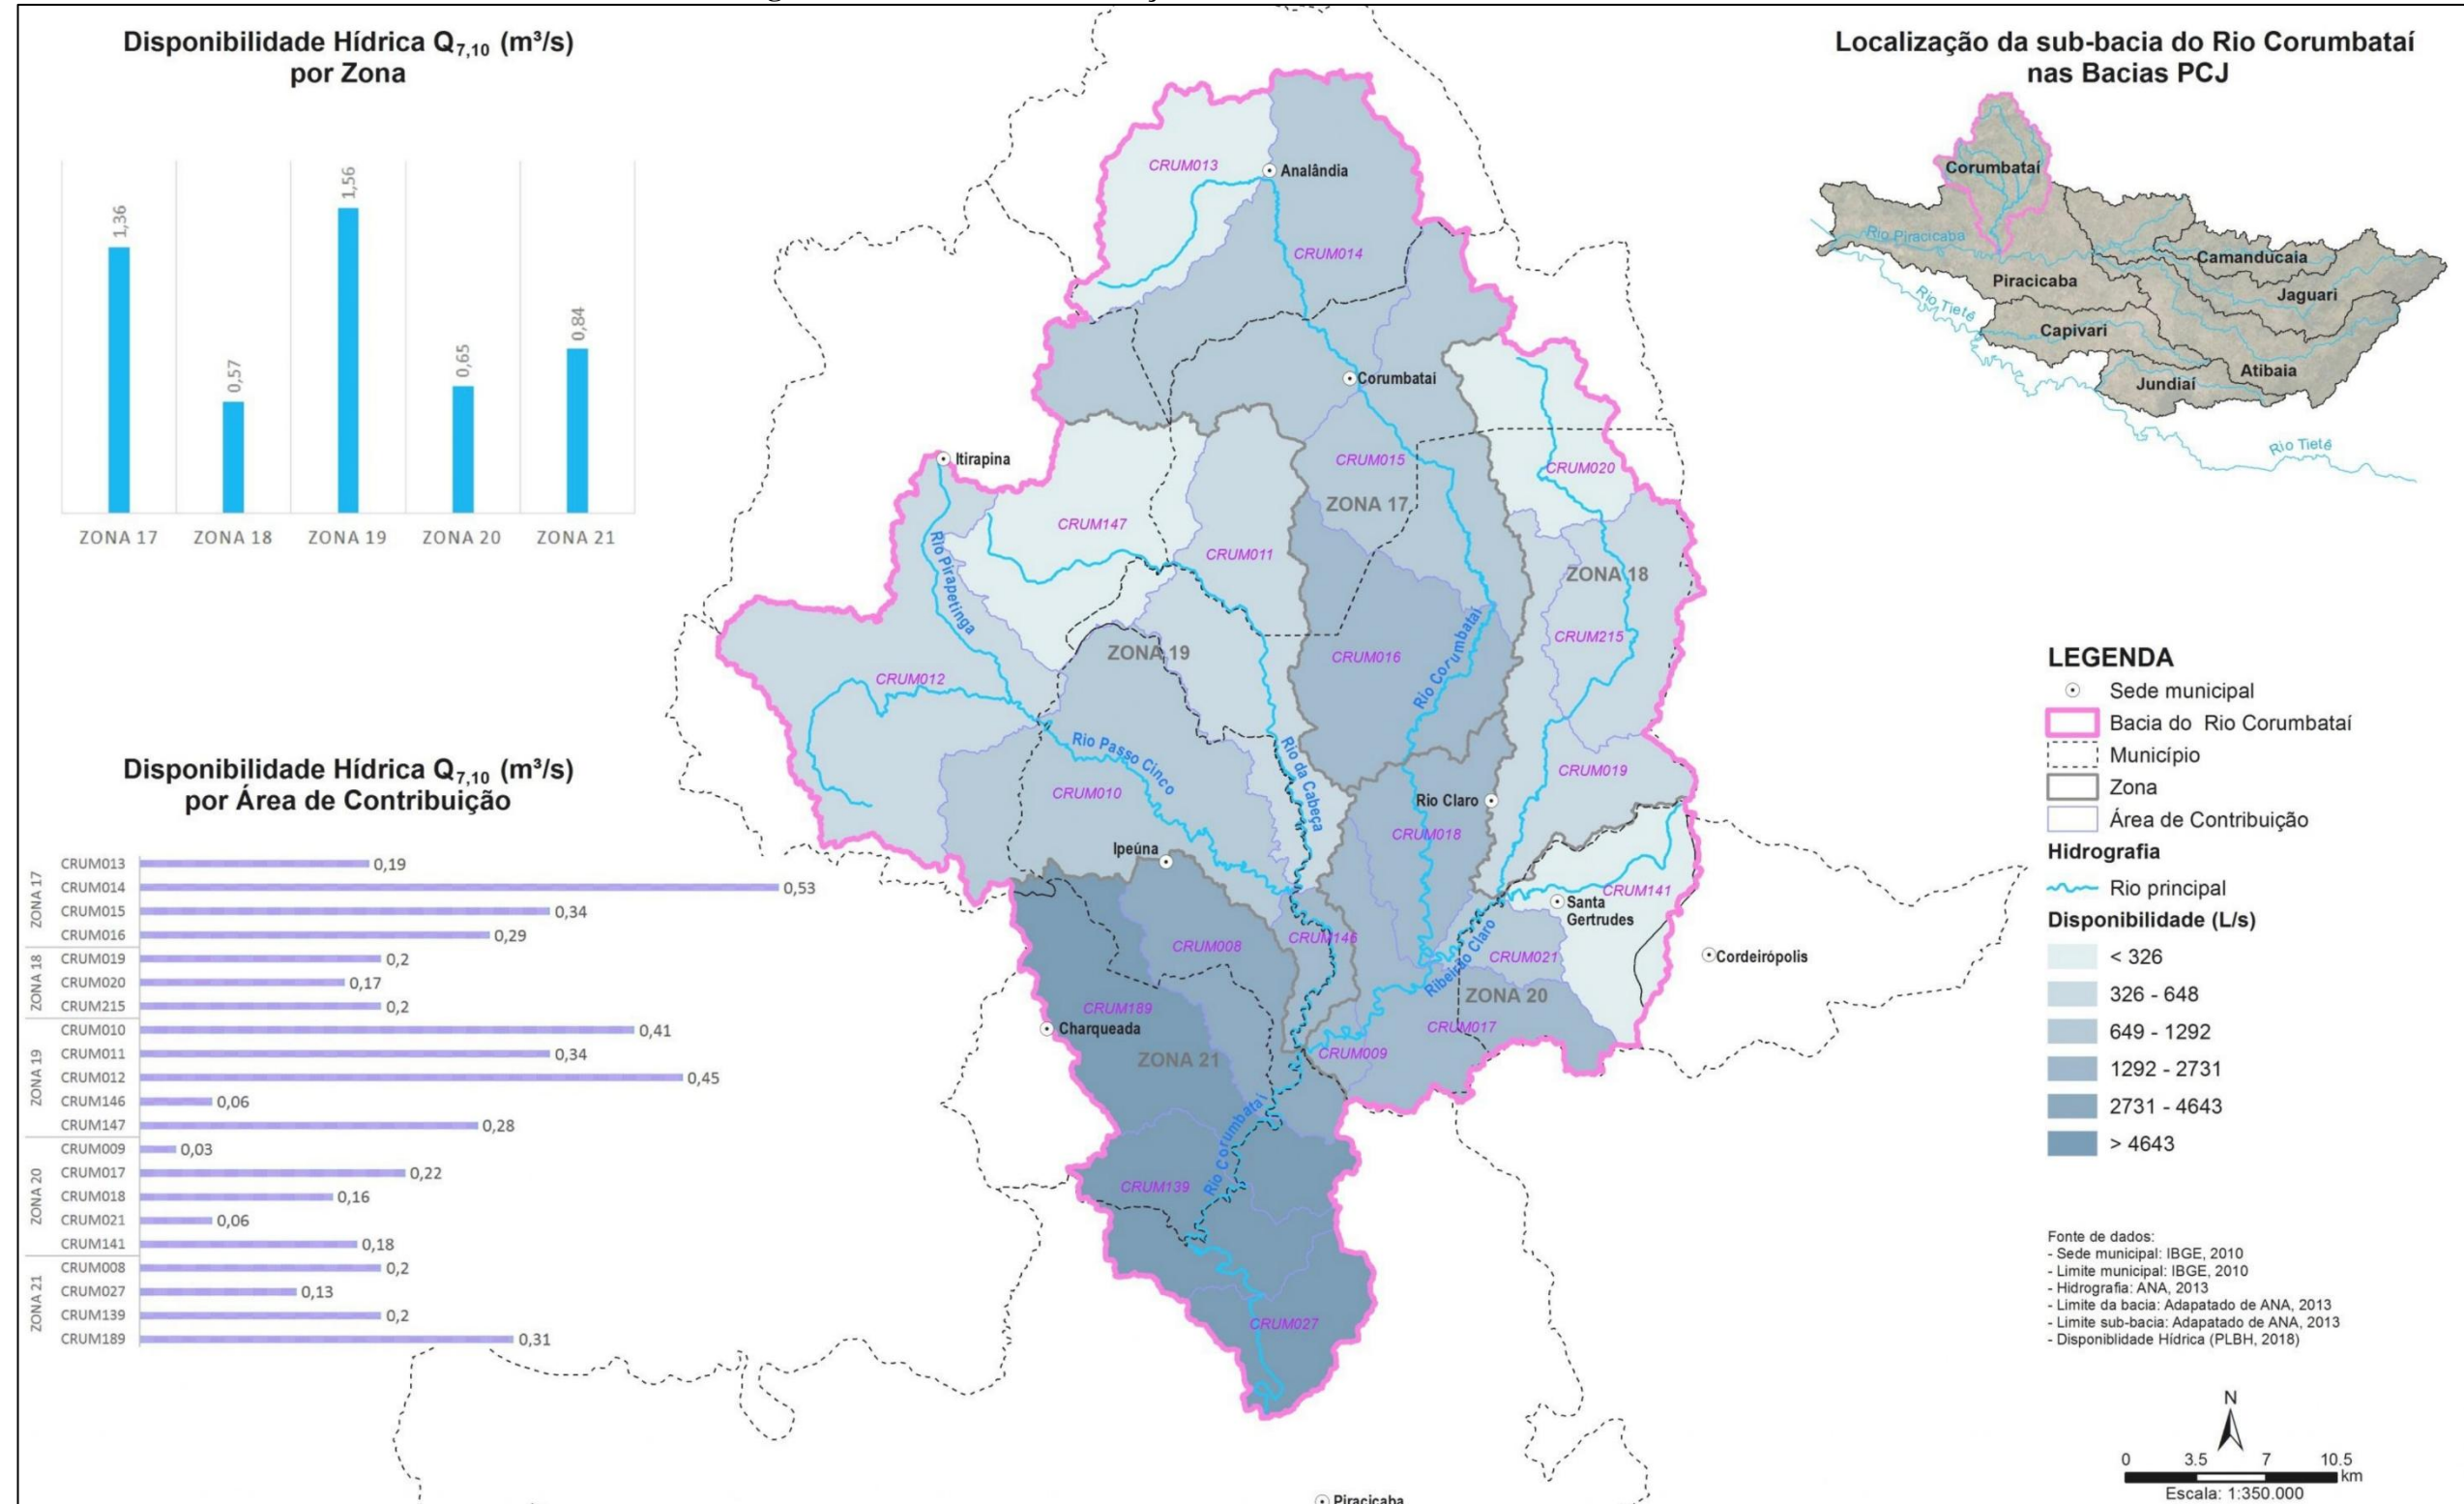 Disponibilidade Hídrica Q7,10 (m³/s)
por Zona
1,36
0,57
1,56
0,65
0,84
ZONA 17
ZONA 18
ZONA 19
ZONA 20
ZONA 21
Disponibilidade Hídrica Q7,10 (m³/s)
por Área de Contribuição
ZONA 17
CRUM013 0,19
CRUM014 0,53
CRUM015 0,34
CRUM016 0,29
ZONA 18
CRUM019 0,2
CRUM020 0,17
CRUM215 0,2
ZONA 19
CRUM010 0,41
CRUM011 0,34
CRUM012 0,45
CRUM146 0,06
CRUM147 0,28
ZONA 20
CRUM009 0,03
CRUM017 0,22
CRUM018 0,16
CRUM021 0,06
CRUM141 0,18
ZONA 21
CRUM008 0,2
CRUM027 0,13
CRUM139 0,2
CRUM189 0,31
CRUM013
Analândia
CRUM014
Corumbatai
Itirapina
CRUM015
CRUM020
ZONA 17
CRUM147
CRUM011
Rio Pirapetinga
ZONA 18
CRUM215
ZONA 19
CRUM016
Rio Corumbataí
CRUM012
Rio Passo Cinco
Rio da Cabeça
CRUM019
CRUM010
Rio Claro
CRUM018
Ipeúna
CRUM141
Santa
Gertrudes
CRUM146
CRUM008
Ribeirão Claro
CRUM021
Cordeirópolis
ZONA 20
CRUM189
Charqueada
CRUM017
CRUM009
ZONA 21
Rio Corumbataí
CRUM139
CRUM027
Piracicaba
Localização da sub-bacia do Rio Corumbataí
nas Bacias PCJ
Corumbataí
Rio Piracicaba
Camanducaia
Piracicaba
Jaguari
Rio Tietê
Capivari
Atibaia
Jundiaí
Rio Tietê
LEGENDA
Sede municipal
Bacia do Rio Corumbataí
Município
Zona
Área de Contribuição
Hidrografia
Rio principal
Disponibilidade (L/s)
< 326
326 - 648
649 - 1292
1292 - 2731
2731 - 4643
> 4643
Fonte de dados:
- Sede municipal: IBGE, 2010
- Limite municipal: IBGE, 2010
- Hidrografia: ANA, 2013
- Limite da bacia: Adapatado de ANA, 2013
- Limite sub-bacia: Adapatado de ANA, 2013
- Disponiblidade Hídrica (PLBH, 2018)
N
0 3.5 7 10.5
km
Escala: 1:350.000